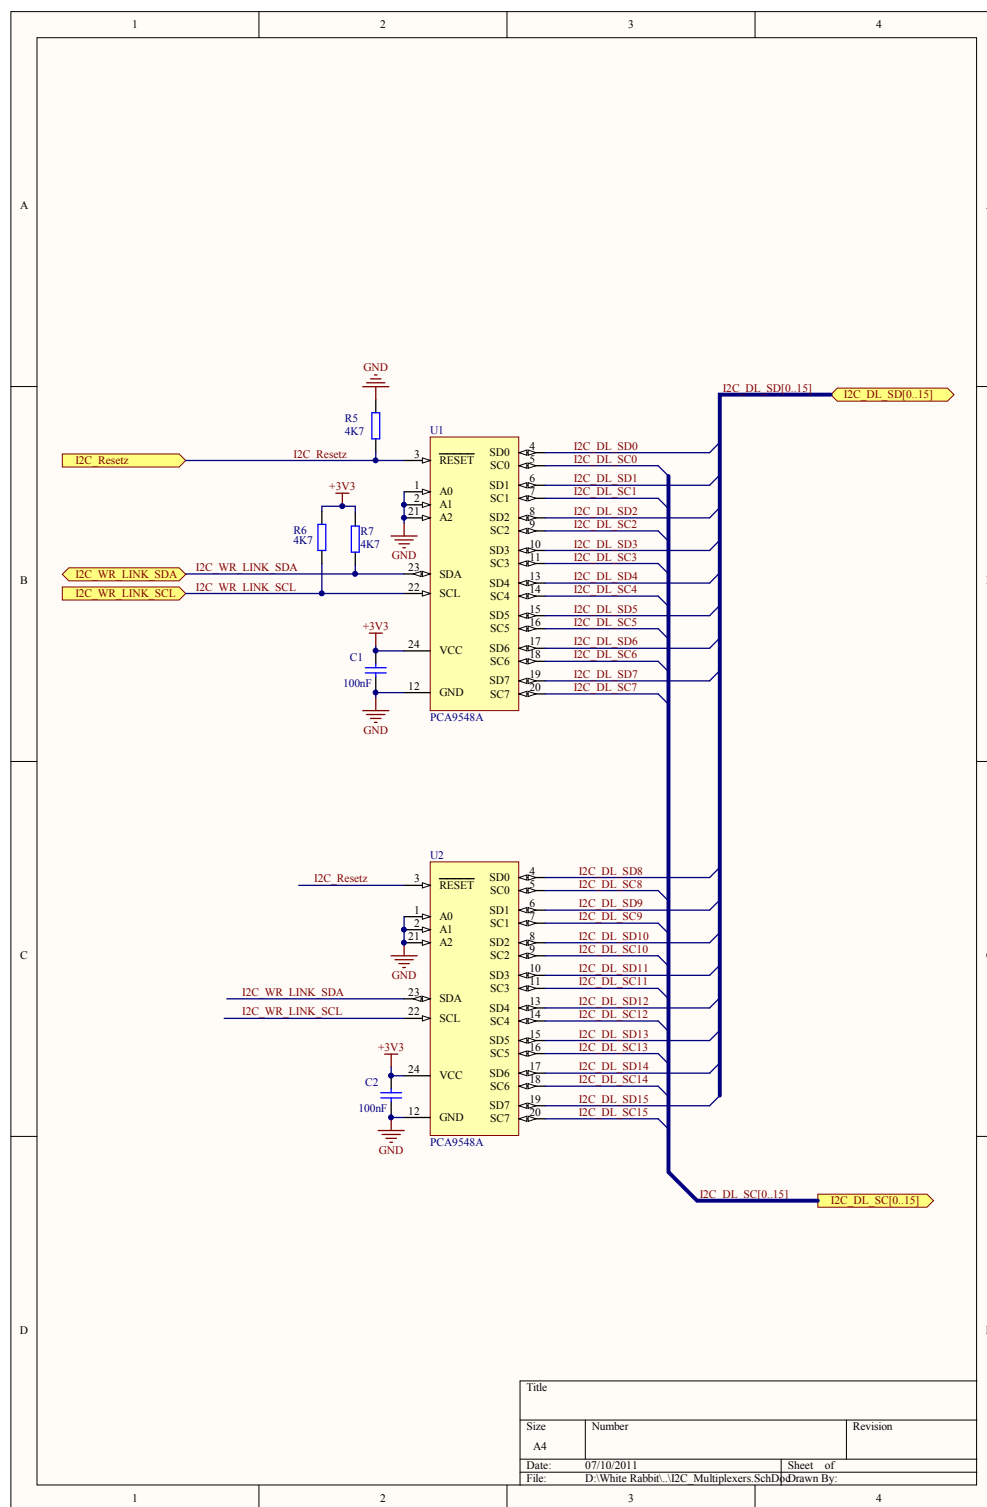 1 2 3 4
A
GND
R5
4K7
I2C_DL_SD[0..15] I2C_DL_SD[0..15]
U1
I2C_Resetz I2C_Resetz 3 RESET
SD0 4 I2C_DL_SD0
SC0 5 I2C_DL_SC0
+3V3
1 A0
2 A1
21 A2
SD1 6 I2C_DL_SD1
SC1 7 I2C_DL_SC1
SD2 8 I2C_DL_SD2
SC2 9 I2C_DL_SC2
R6
4K7
R7
4K7
GND
SD3 10 I2C_DL_SD3
SC3 11 I2C_DL_SC3
B
I2C_WR_LINK_SDA I2C_WR_LINK_SDA 23 SDA
I2C_WR_LINK_SCL I2C_WR_LINK_SCL 22 SCL
SD4 13 I2C_DL_SD4
SC4 14 I2C_DL_SC4
SD5 15 I2C_DL_SD5
SC5 16 I2C_DL_SC5
+3V3
24 VCC
SD6 17 I2C_DL_SD6
SC6 18 I2C_DL_SC6
C1
100nF
SD7 19 I2C_DL_SD7
SC7 20 I2C_DL_SC7
12 GND
GND
PCA9548A
U2
I2C_Resetz 3 RESET
SD0 4 I2C_DL_SD8
SC0 5 I2C_DL_SC8
1 A0
2 A1
21 A2
SD1 6 I2C_DL_SD9
SC1 7 I2C_DL_SC9
SD2 8 I2C_DL_SD10
SC2 9 I2C_DL_SC10
C
GND
SD3 10 I2C_DL_SD11
SC3 11 I2C_DL_SC11
I2C_WR_LINK_SDA 23 SDA
I2C_WR_LINK_SCL 22 SCL
SD4 13 I2C_DL_SD12
SC4 14 I2C_DL_SC12
SD5 15 I2C_DL_SD13
SC5 16 I2C_DL_SC13
+3V3
24 VCC
SD6 17 I2C_DL_SD14
SC6 18 I2C_DL_SC14
C2
100nF
SD7 19 I2C_DL_SD15
SC7 20 I2C_DL_SC15
12 GND
GND
PCA9548A
I2C_DL_SC[0..15] I2C_DL_SC[0..15]
D
Title
Size Number Revision
A4
Date: 07/10/2011 Sheet of
File: D:\White Rabbit\..\I2C_Multiplexers.SchDoc Drawn By:
1 2 3 4